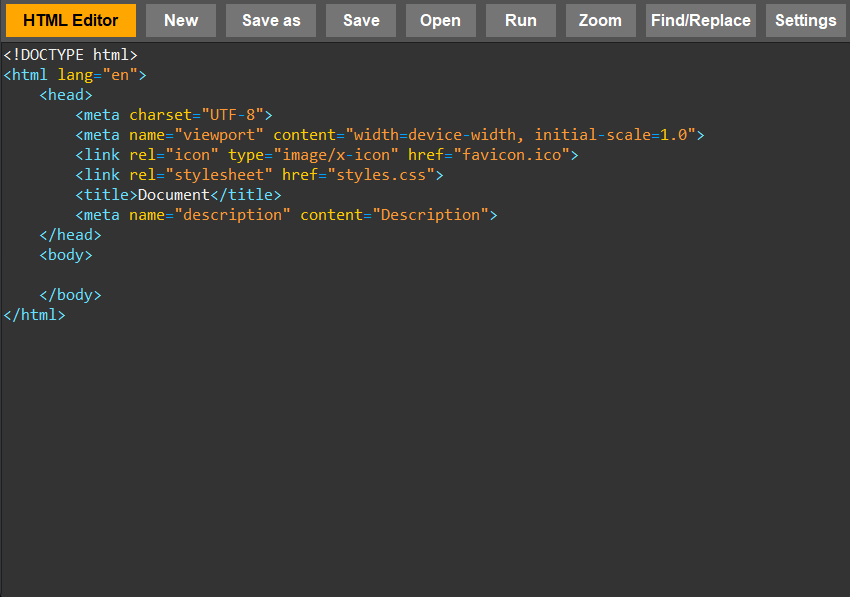 HTML Editor New Save as Save Open Run Zoom Find/Replace Settings
<!DOCTYPE html>
<html lang="en">
    <head>
        <meta charset="UTF-8">
        <meta name="viewport" content="width=device-width, initial-scale=1.0">
        <link rel="icon" type="image/x-icon" href="favicon.ico">
        <link rel="stylesheet" href="styles.css">
        <title>Document</title>
        <meta name="description" content="Description">
    </head>
    <body>

    </body>
</html>